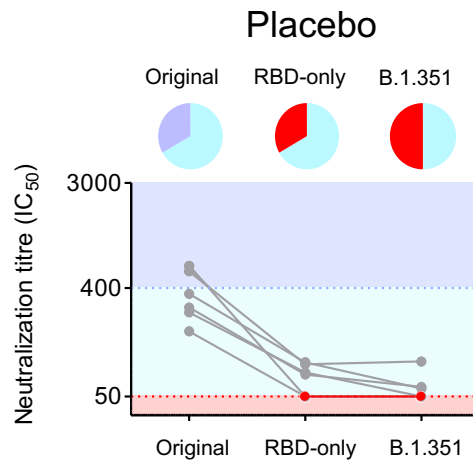 Placebo
Original RBD-only B.1.351
Neutralization titre (IC50)
3000
400
50
Original RBD-only B.1.351